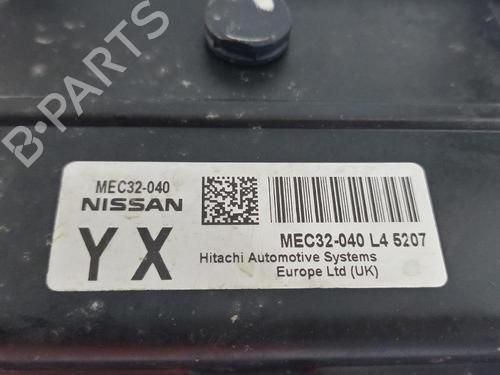 B-PARTS
MEC32-040
NISSAN
YX
MEC32-040 L4 5207
Hitachi Automotive Systems
Europe Ltd (UK)